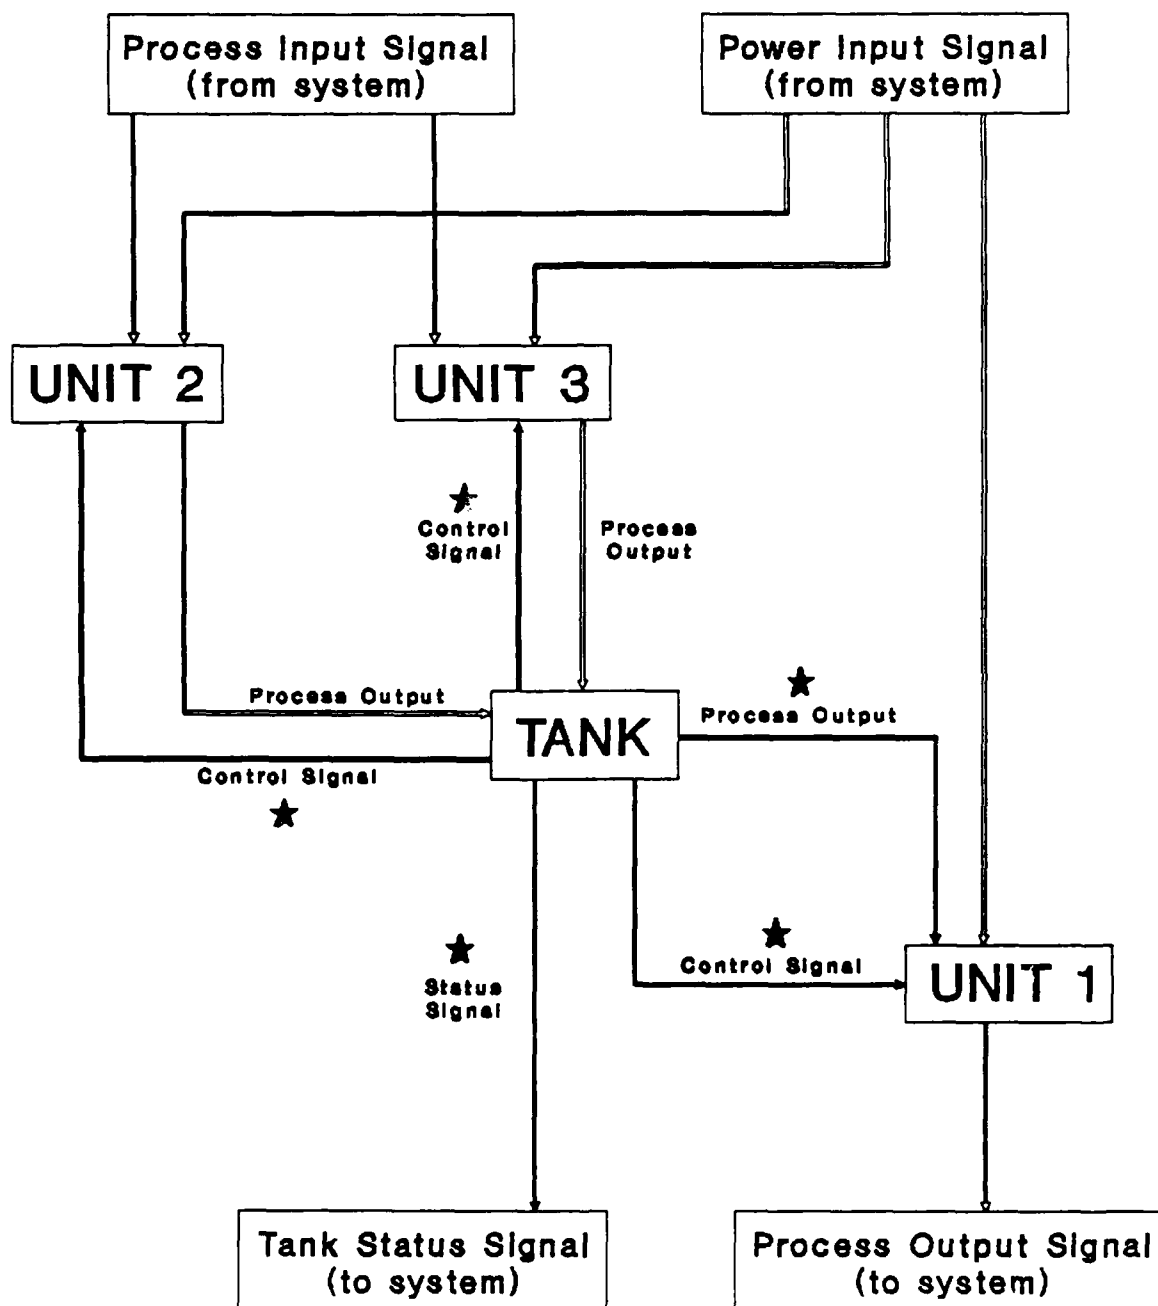 Process Input Signal
(from system)
Power Input Signal
(from system)
UNIT 2
UNIT 3
Control
Signal
Process
Output
Process Output
TANK
Process Output
Control Signal
Control Signal
Status
Signal
UNIT 1
Tank Status Signal
(to system)
Process Output Signal
(to system)